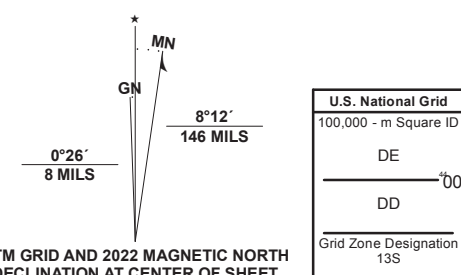 ★
MN
GN
8°12´
146 MILS
0°26´
8 MILS
TM GRID AND 2022 MAGNETIC NORTH
DECLINATION AT CENTER OF SHEET
U.S. National Grid
100,000 - m Square ID
DE
4400
DD
Grid Zone Designation
13S